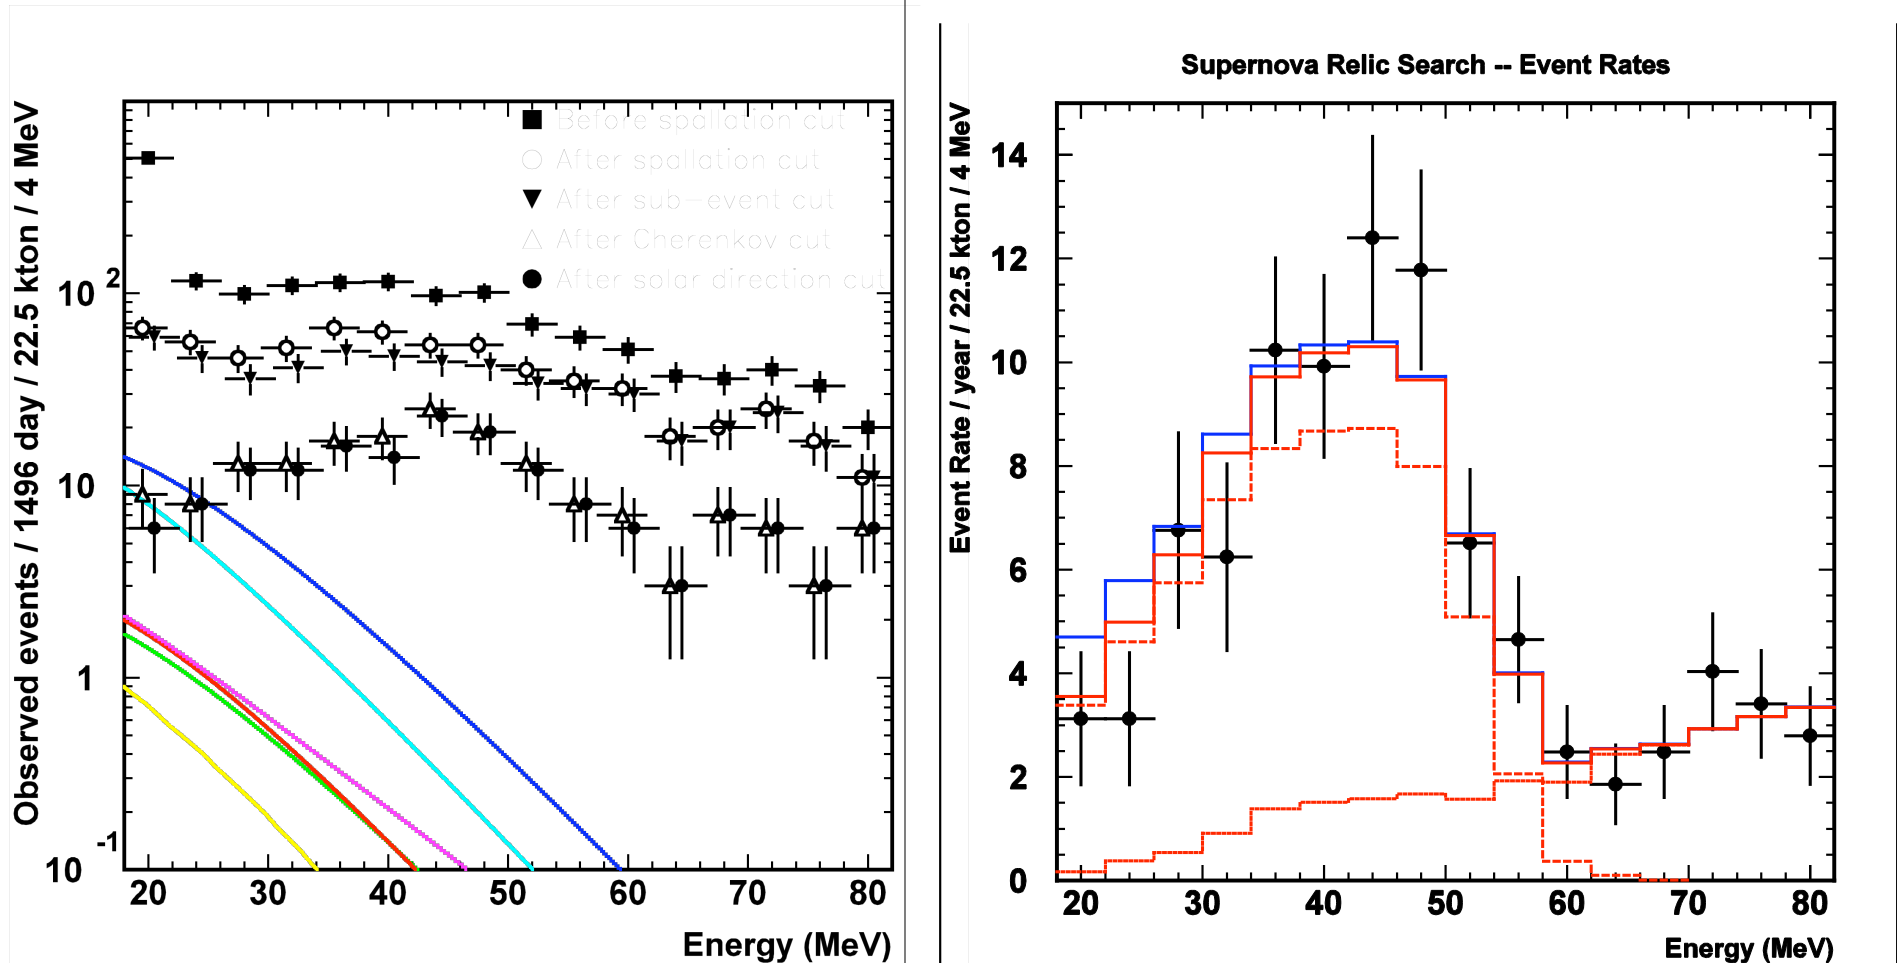 Observed events / 1496 day / 22.5 kton / 4 MeV
Before spallation cut
After spallation cut
After sub-event cut
After Cherenkov cut
After solar direction cut
10 2
10
1
10 -1
20 30 40 50 60 70 80
Energy (MeV)
Supernova Relic Search -- Event Rates
Event Rate / year / 22.5 kton / 4 MeV
14
12
10
8
6
4
2
0
20 30 40 50 60 70 80
Energy (MeV)